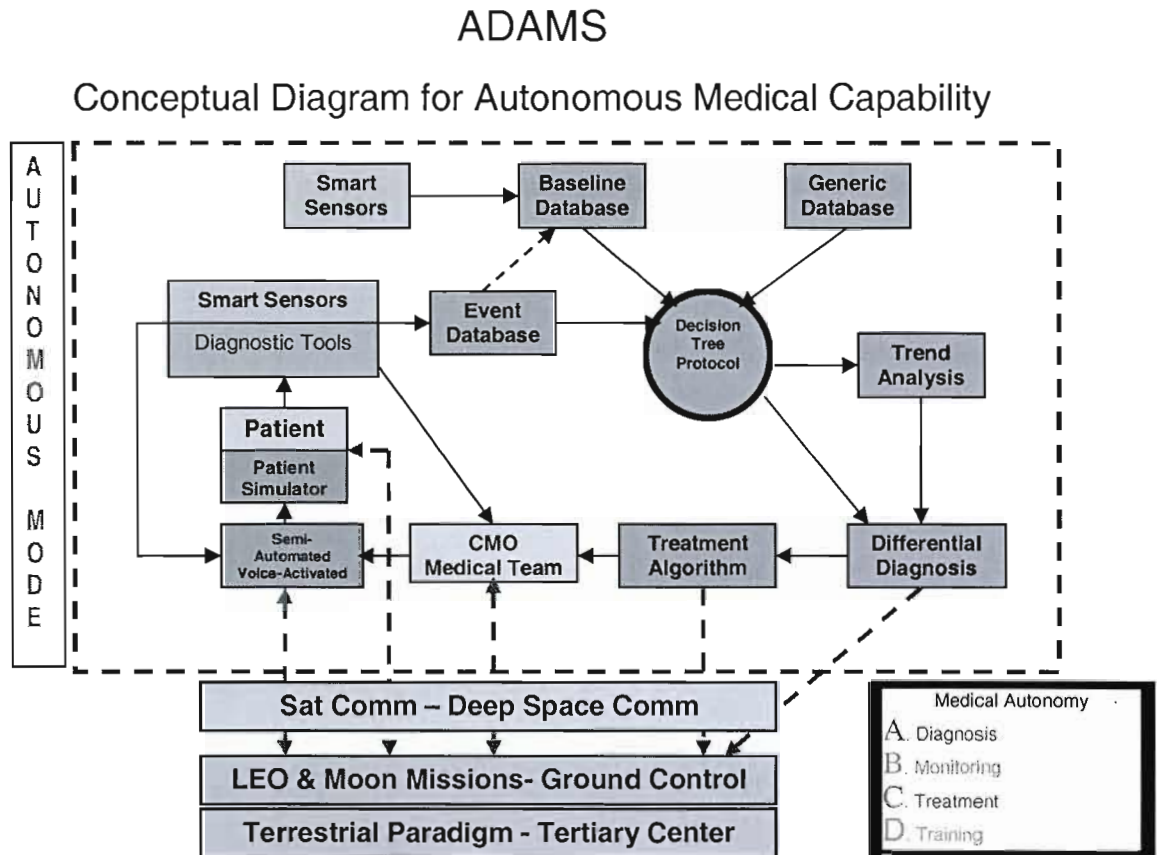 ADAMS
Conceptual Diagram for Autonomous Medical Capability
AUTONOMOUS MODE
Smart
Sensors
Baseline
Database
Generic
Database
Smart Sensors
Diagnostic Tools
Event
Database
Decision
Tree
Protocol
Trend
Analysis
Patient
Patient
Simulator
Semi-
Automated
Voice-Activated
CMO
Medical Team
Treatment
Algorithm
Differential
Diagnosis
Sat Comm – Deep Space Comm
LEO & Moon Missions- Ground Control
Terrestrial Paradigm - Tertiary Center
Medical Autonomy
A. Diagnosis
B. Monitoring
C. Treatment
D. Training